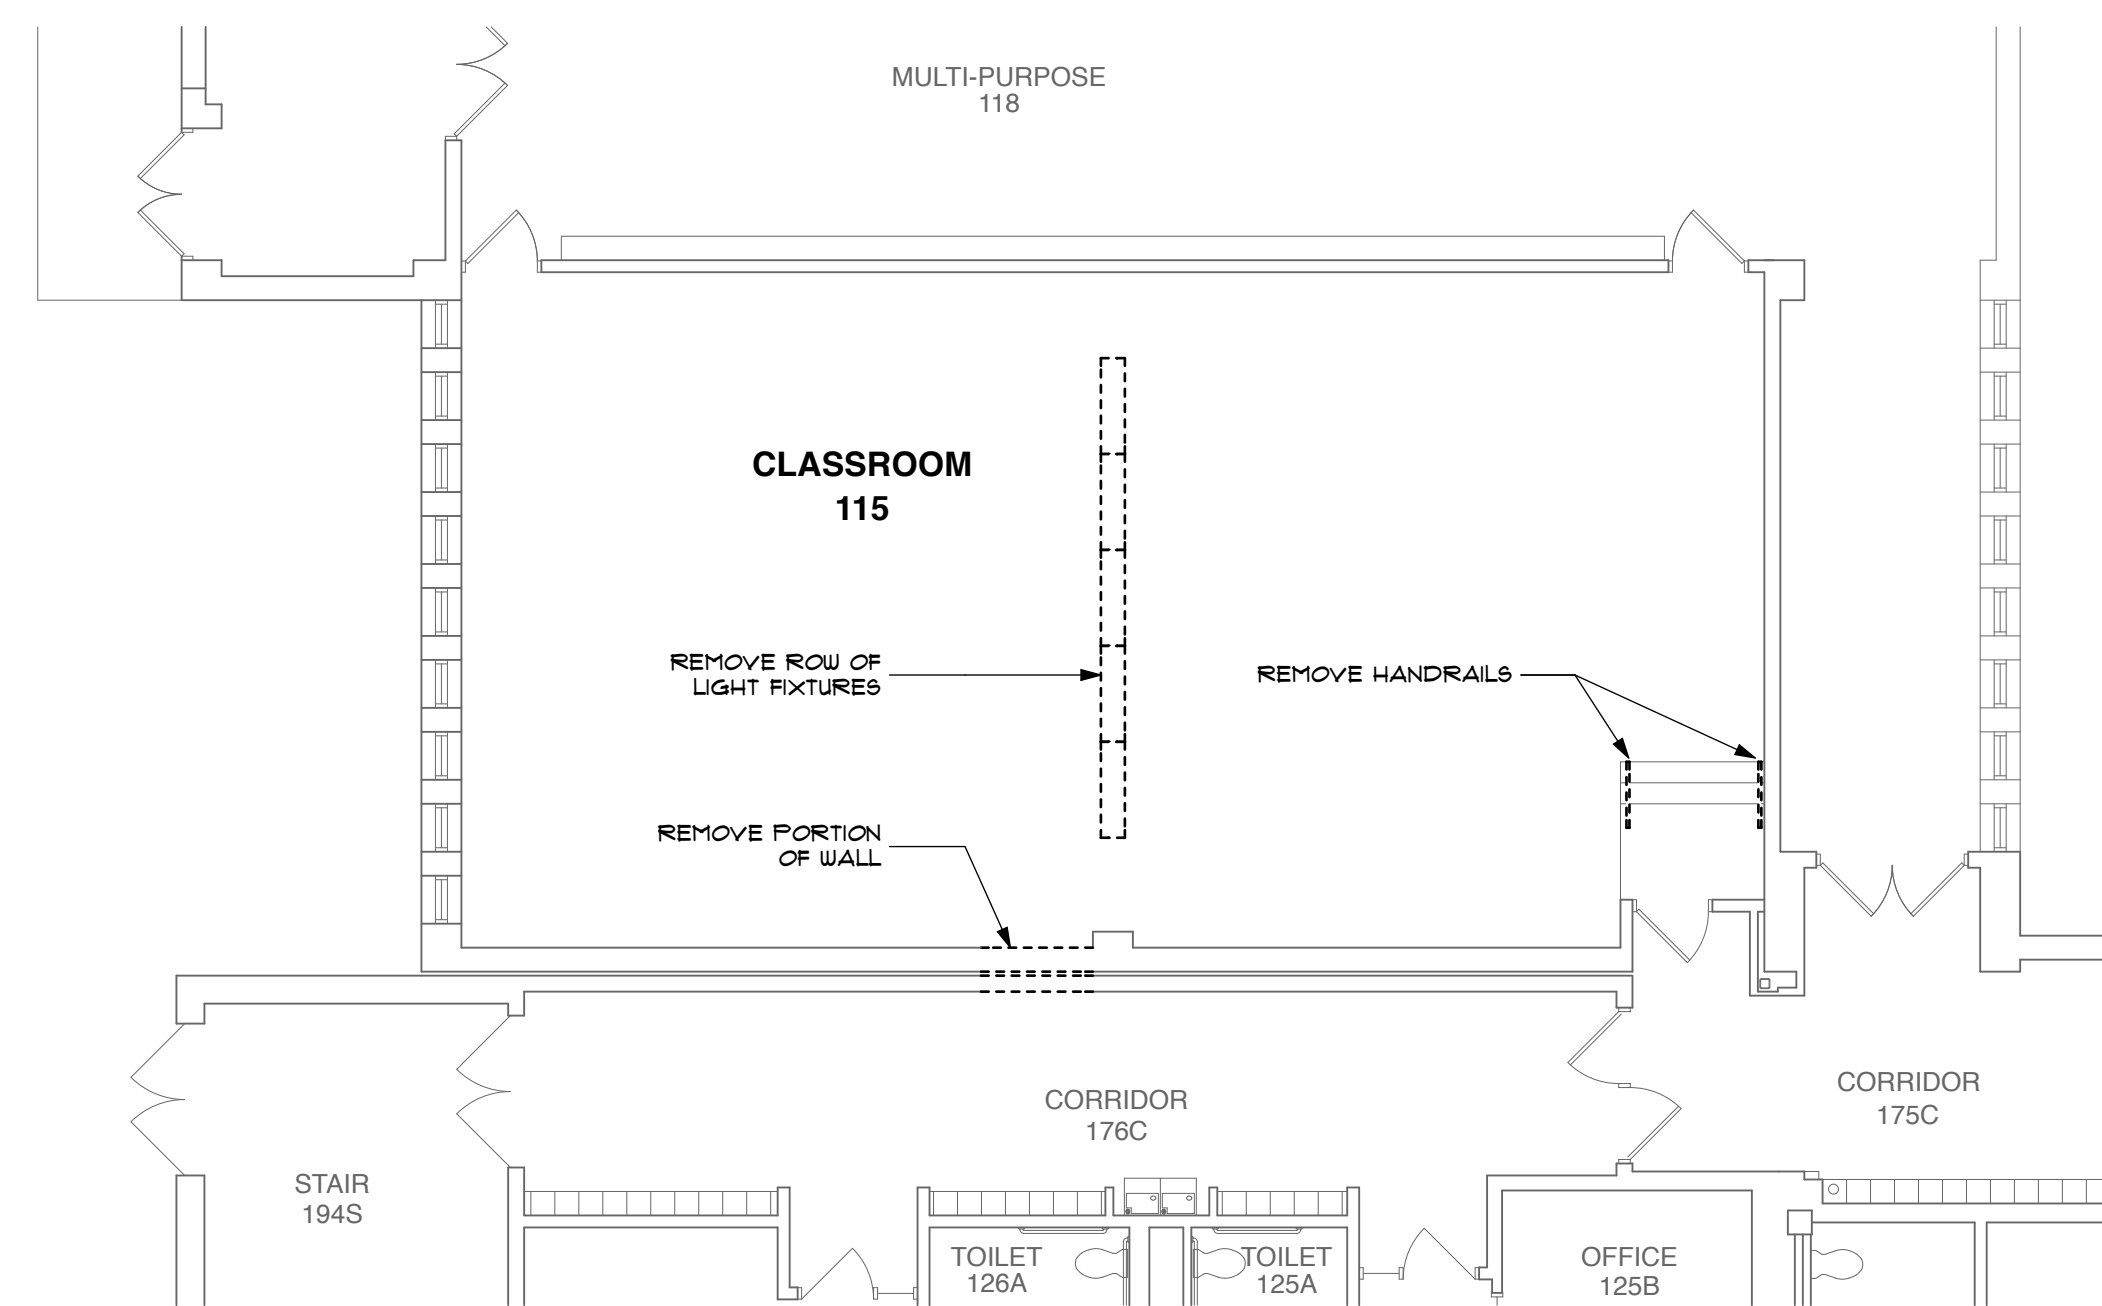 MULTI-PURPOSE
118
CLASSROOM
115
REMOVE ROW OF
LIGHT FIXTURES
REMOVE HANDRAILS
REMOVE PORTION
OF WALL
CORRIDOR
176C
CORRIDOR
175C
STAIR
194S
TOILET
126A
TOILET
125A
OFFICE
125B